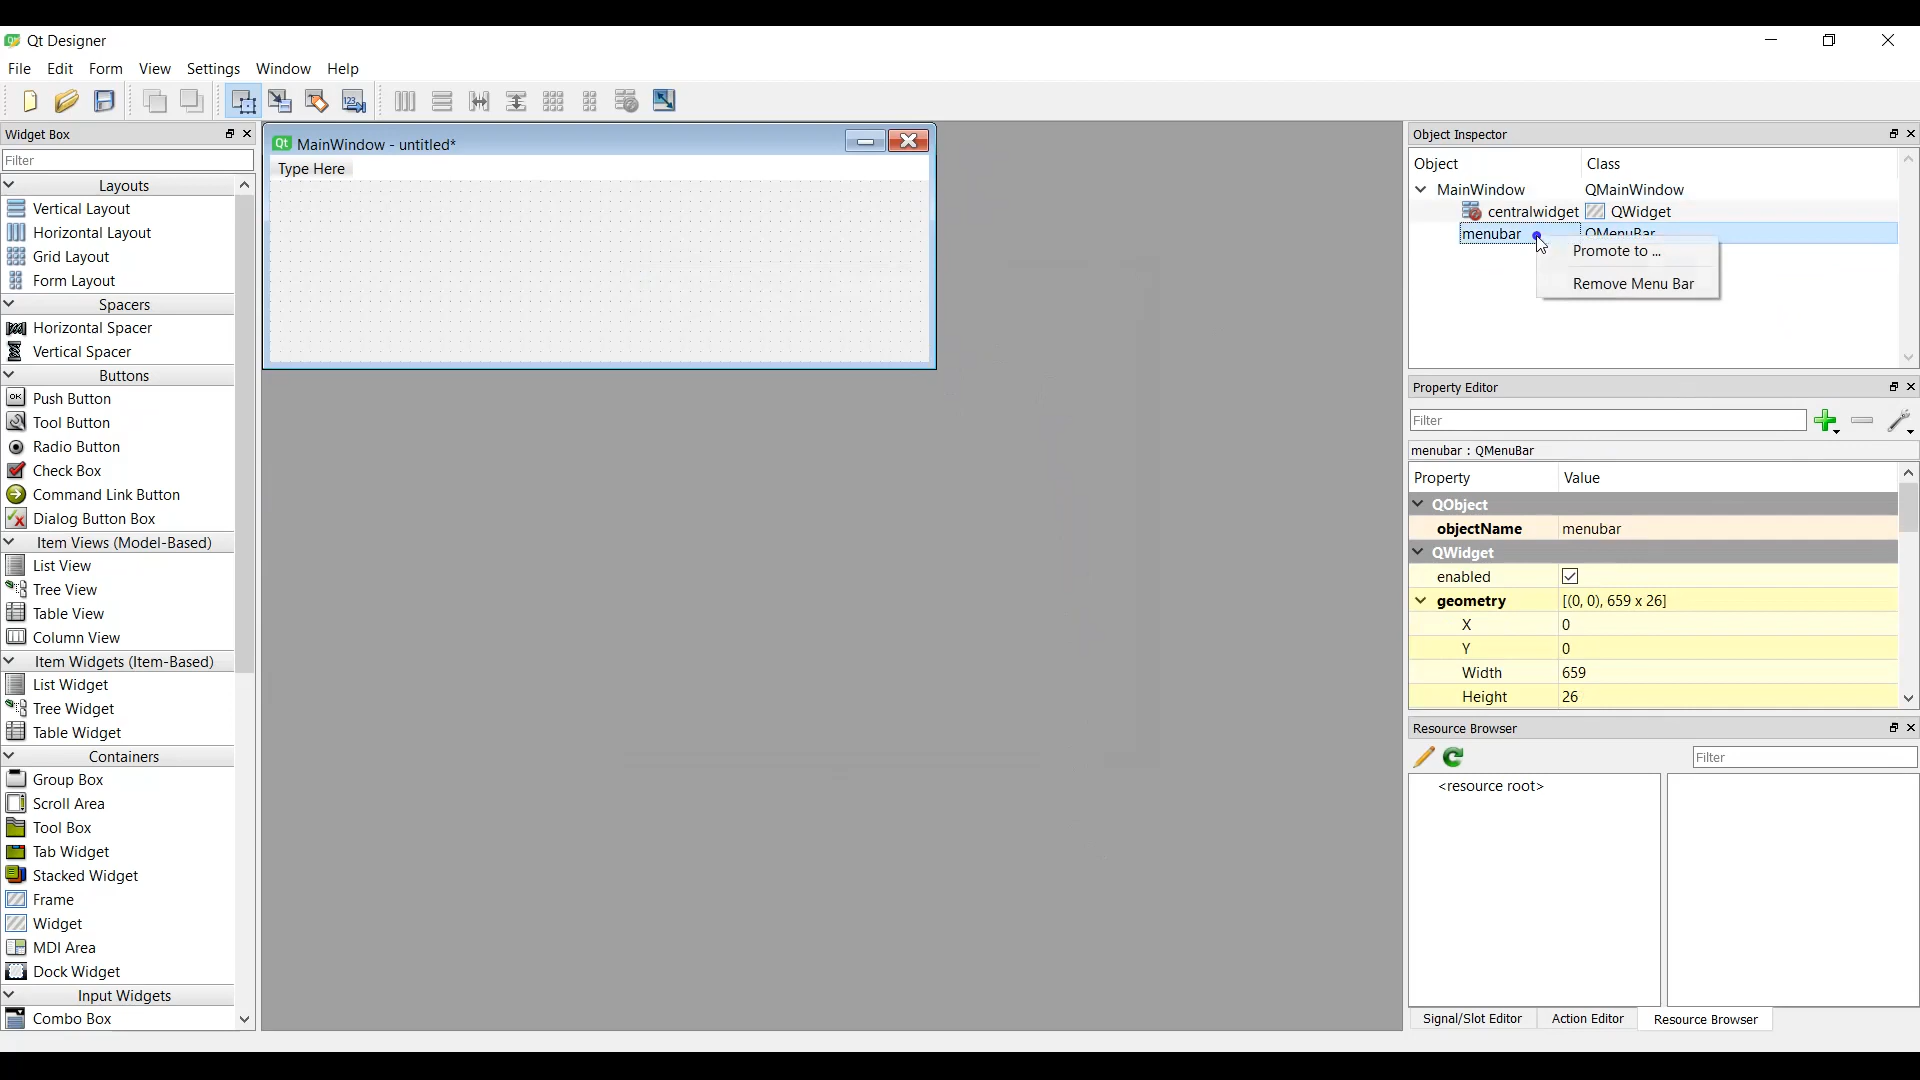 Qt Designer
File Edit Form View Settings Window Help
Widget Box
Filter
Layouts
Vertical Layout
Horizontal Layout
Grid Layout
Form Layout
Spacers
Horizontal Spacer
Vertical Spacer
Buttons
Push Button
Tool Button
Radio Button
Check Box
Command Link Button
Dialog Button Box
Item Views (Model-Based)
List View
Tree View
Table View
Column View
Item Widgets (Item-Based)
List Widget
Tree Widget
Table Widget
Containers
Group Box
Scroll Area
Tool Box
Tab Widget
Stacked Widget
Frame
Widget
MDI Area
Dock Widget
Input Widgets
Combo Box
MainWindow - untitled*
Type Here
Object Inspector
Object Class
MainWindow QMainWindow
centralwidget QWidget
menubar QMenuBar
Promote to ...
Remove Menu Bar
Property Editor
Filter
menubar : QMenuBar
Property Value
QObject
objectName menubar
QWidget
enabled
geometry [(0, 0), 659 x 26]
X 0
Y 0
Width 659
Height 26
Resource Browser
Filter
<resource root>
Signal/Slot Editor Action Editor Resource Browser